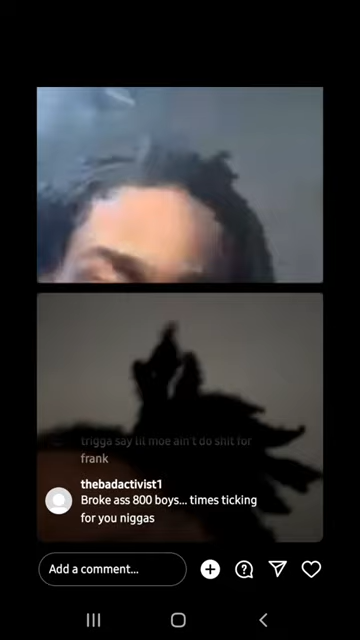 trigga say lil moe ain't do shit for
frank
thebadactivist1
Broke ass 800 boys... times ticking
for you niggas
Add a comment...